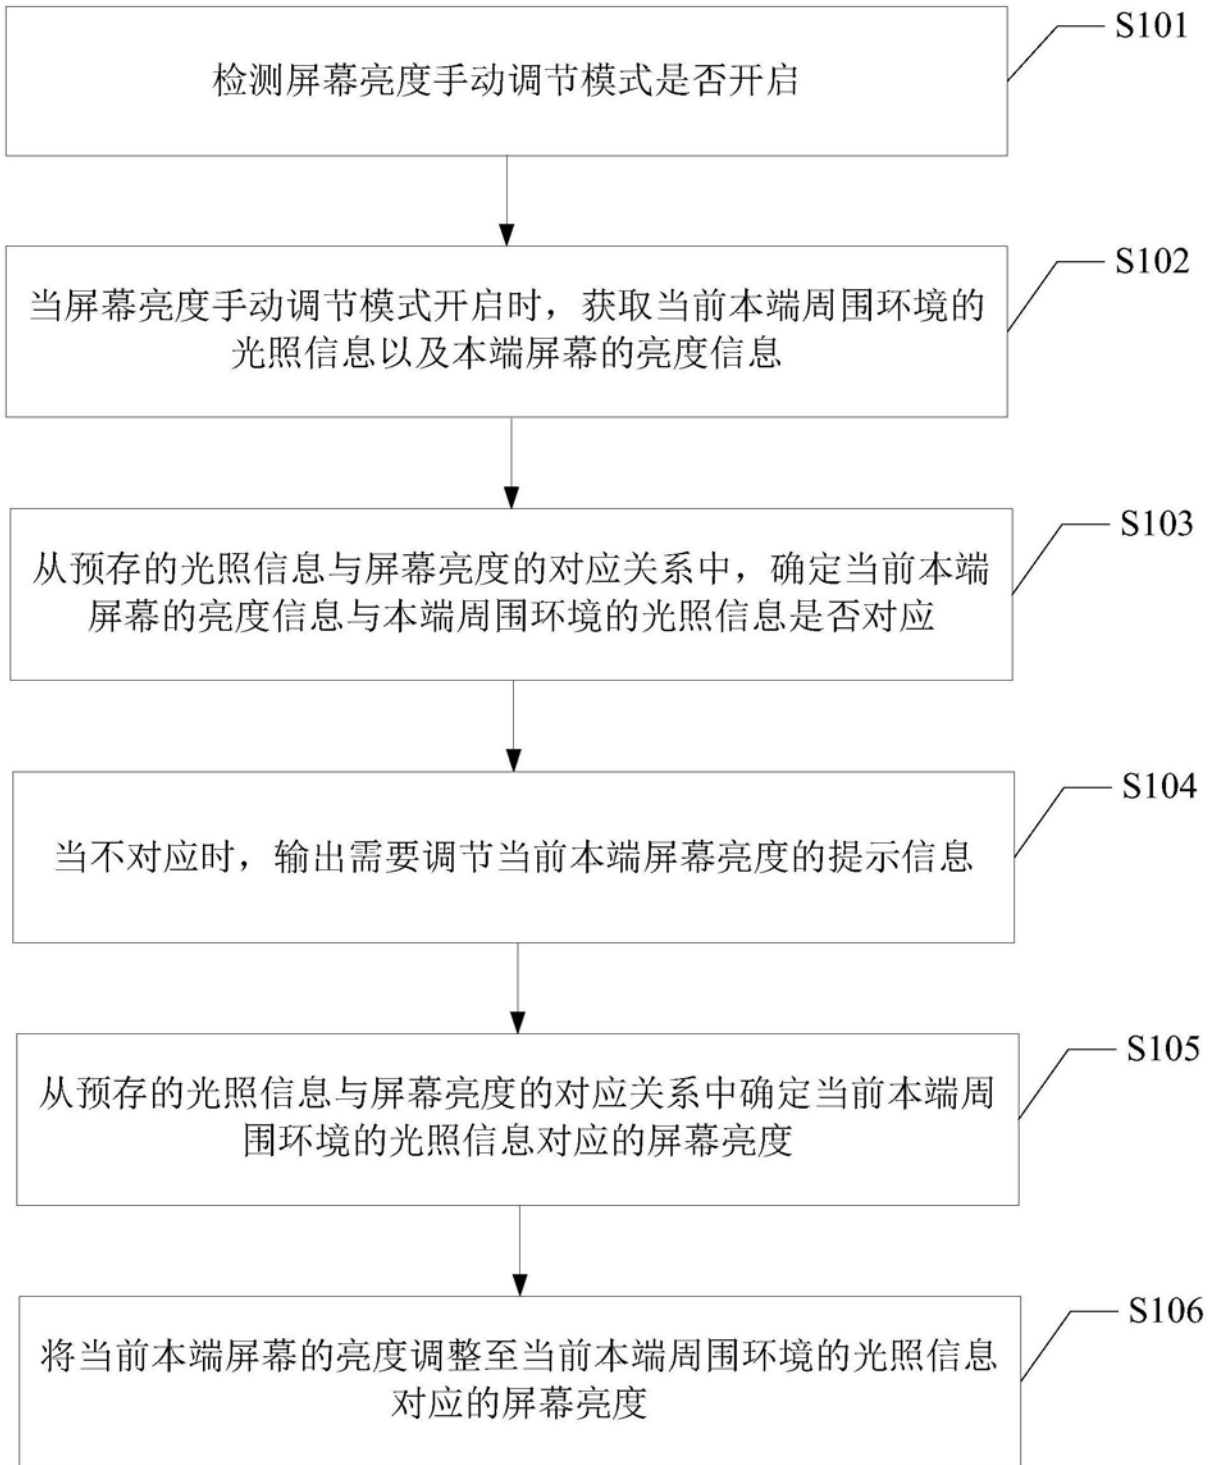 S101
检测屏幕亮度手动调节模式是否开启
S102
当屏幕亮度手动调节模式开启时，获取当前本端周围环境的
光照信息以及本端屏幕的亮度信息
S103
从预存的光照信息与屏幕亮度的对应关系中，确定当前本端
屏幕的亮度信息与本端周围环境的光照信息是否对应
S104
当不对应时，输出需要调节当前本端屏幕亮度的提示信息
S105
从预存的光照信息与屏幕亮度的对应关系中确定当前本端周
围环境的光照信息对应的屏幕亮度
S106
将当前本端屏幕的亮度调整至当前本端周围环境的光照信息
对应的屏幕亮度